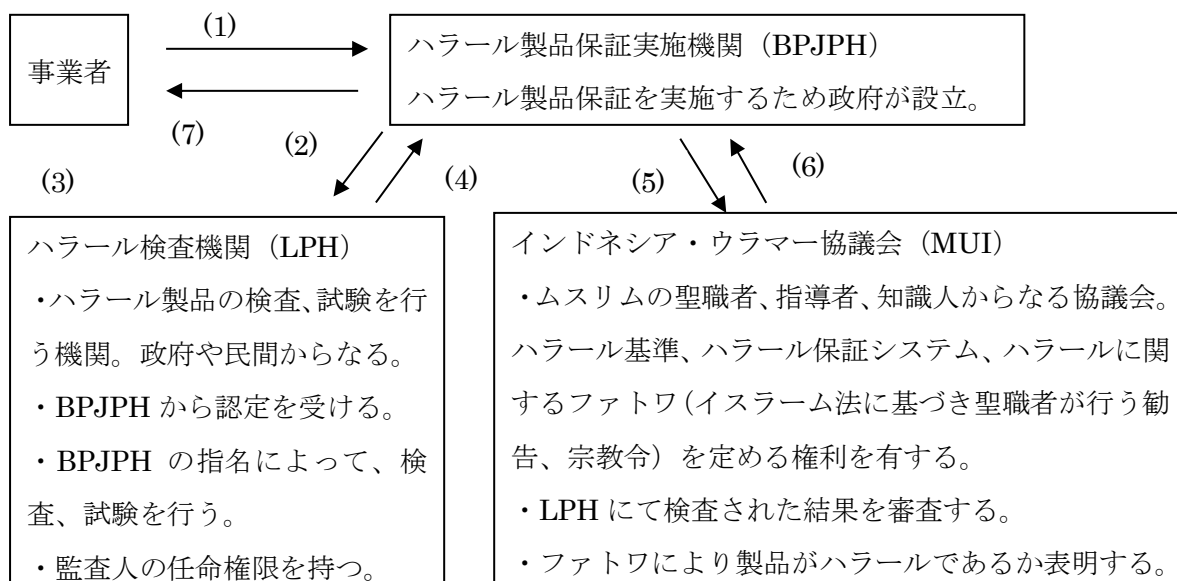 (1)
事業者
ハラール製品保証実施機関（BPJPH）
ハラール製品保証を実施するため政府が設立。
(7)
(2)
(3)
(4)
(5)
(6)
ハラール検査機関（LPH）
・ハラール製品の検査、試験を行
う機関。政府や民間からなる。
・BPJPH から認定を受ける。
・BPJPH の指名によって、検
査、試験を行う。
・監査人の任命権限を持つ。
インドネシア・ウラマー協議会（MUI）
・ムスリムの聖職者、指導者、知識人からなる協議会。
ハラール基準、ハラール保証システム、ハラールに関
するファトワ（イスラーム法に基づき聖職者が行う勧
告、宗教令）を定める権利を有する。
・LPH にて検査された結果を審査する。
・ファトワにより製品がハラールであるか表明する。